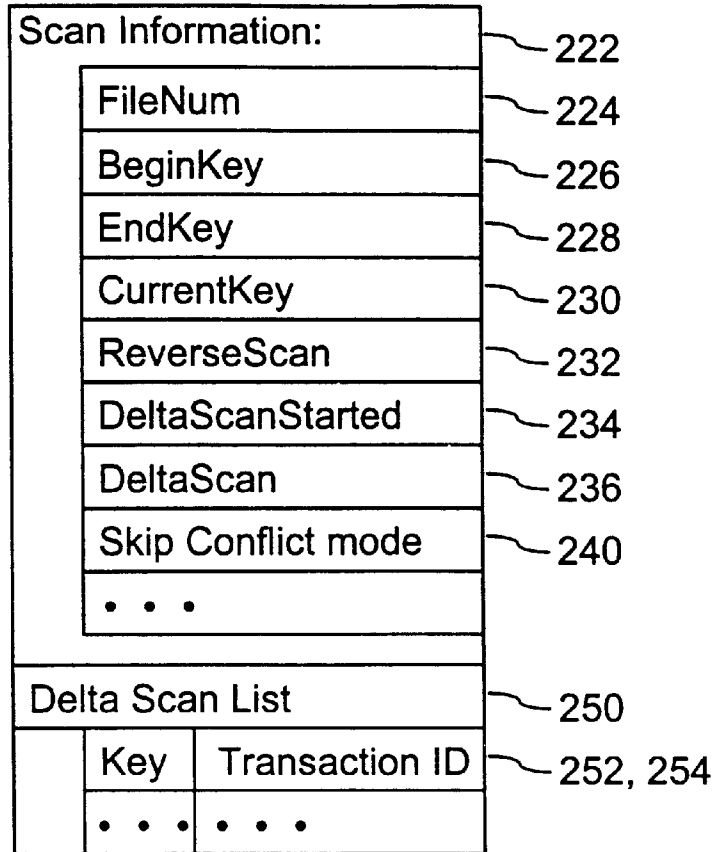 Scan Information: 222
FileNum 224
BeginKey 226
EndKey 228
CurrentKey 230
ReverseScan 232
DeltaScanStarted 234
DeltaScan 236
Skip Conflict mode 240
• • •
Delta Scan List 250
Key Transaction ID 252, 254
• • • • • •